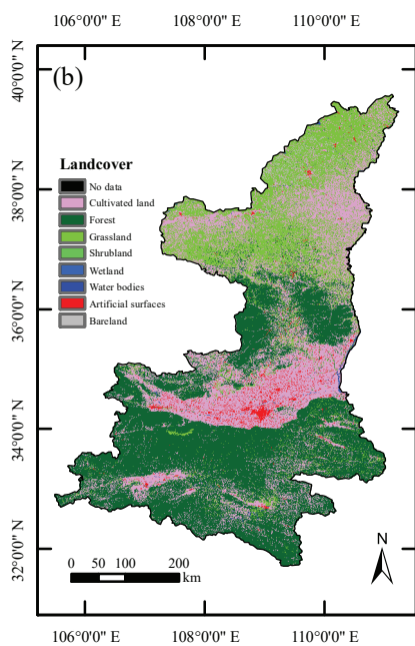 106°0'0" E 108°0'0" E 110°0'0" E
(b)
40°0'0" N
38°0'0" N
36°0'0" N
34°0'0" N
32°0'0" N
Landcover
No data
Cultivated land
Forest
Grassland
Shrubland
Wetland
Water bodies
Artificial surfaces
Bareland
N
0 50 100 200
km
106°0'0" E 108°0'0" E 110°0'0" E